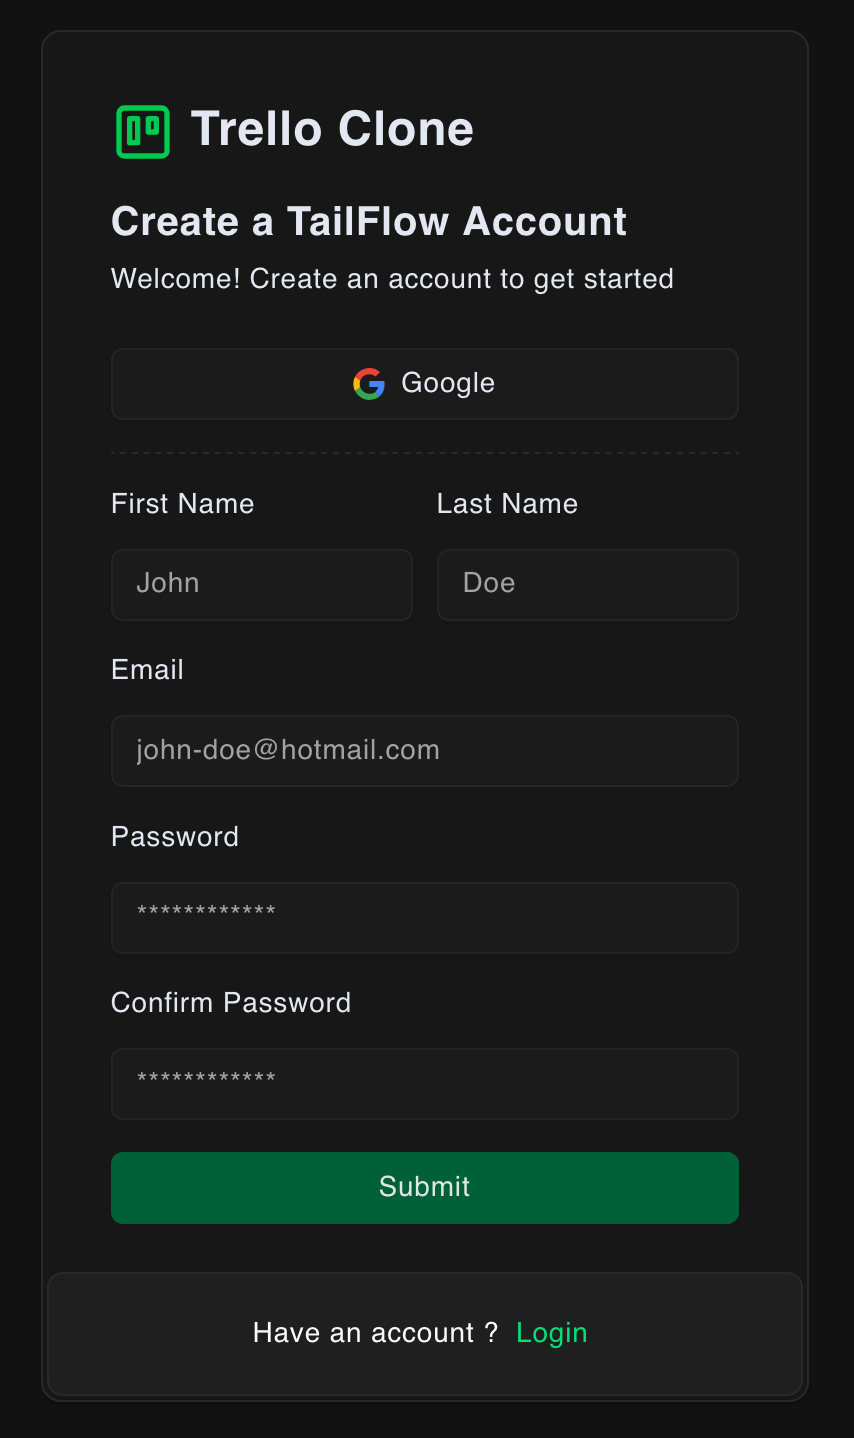 Trello Clone
Create a TailFlow Account
Welcome! Create an account to get started
Google
First Name
Last Name
John
Doe
Email
john-doe@hotmail.com
Password
************
Confirm Password
************
Submit
Have an account ? Login